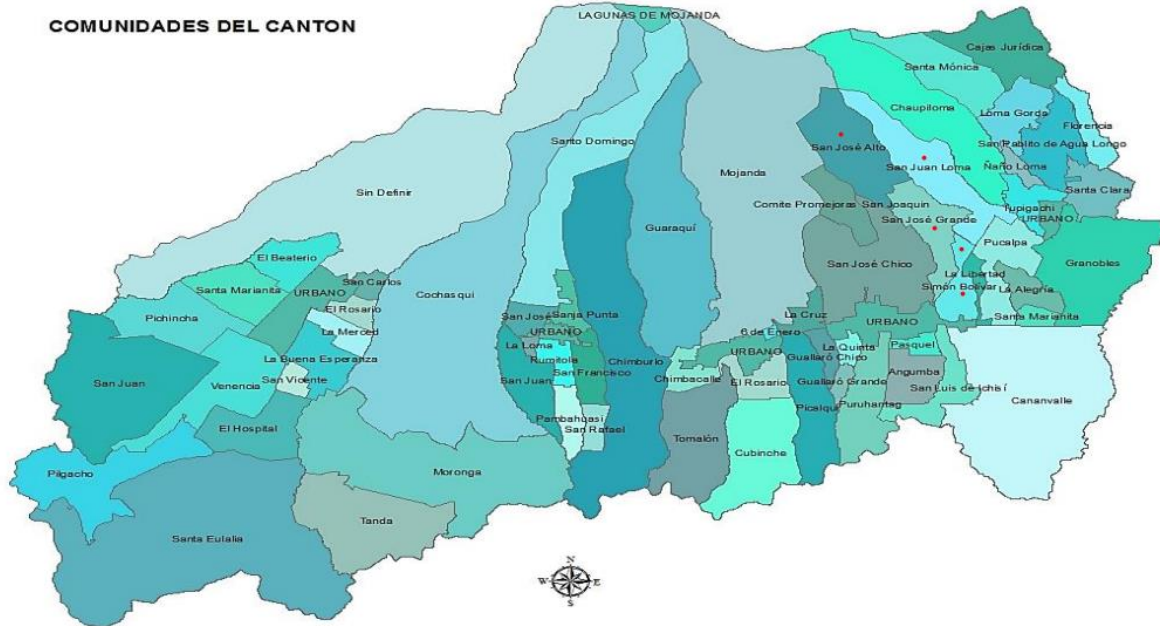 LAGUNAS DE MOJANDA
COMUNIDADES DEL CANTON
Cajas Jurídica
Santa Mónica
Chaupiloma
Loma Gorda
Florencia
Santo Domingo
San José Alto
San Pablito de Agua Longo
San Juan Loma
Ñaño Loma
Mojanda
Sin Definir
Santa Clara
Comite Promejoras
San Joaquin
Tupigachi
San José Grande
URBANO
Guaraquí
Pucalpa
El Beaterio
San José Chico
Granobles
San Carlos
La Libertad
Santa Marianita
URBANO
Simón Bolívar
La Alegría
Cochasqui
Pichincha
El Rosario
San José
Sanja Punta
La Cruz
Santa Marianita
URBANO
La Merced
URBANO
6 de Enero
La Loma
La Quinta
Pasquel
URBANO
La Buena Esperanza
Rumitola
Chimburlo
Guallaró Chico
San Juan
Venencia
San Vicente
San Juan
San Francisco
Chimbacalle
El Rosario
Guallaró Grande
Angumba
San Luis de Ichisí
Cananvalle
Picalqui
Puruhantag
Pambahuasi
El Hospital
San Rafael
Tomalón
Cubinche
Pilgacho
Moronga
Tanda
Santa Eulalia
N
W
E
S